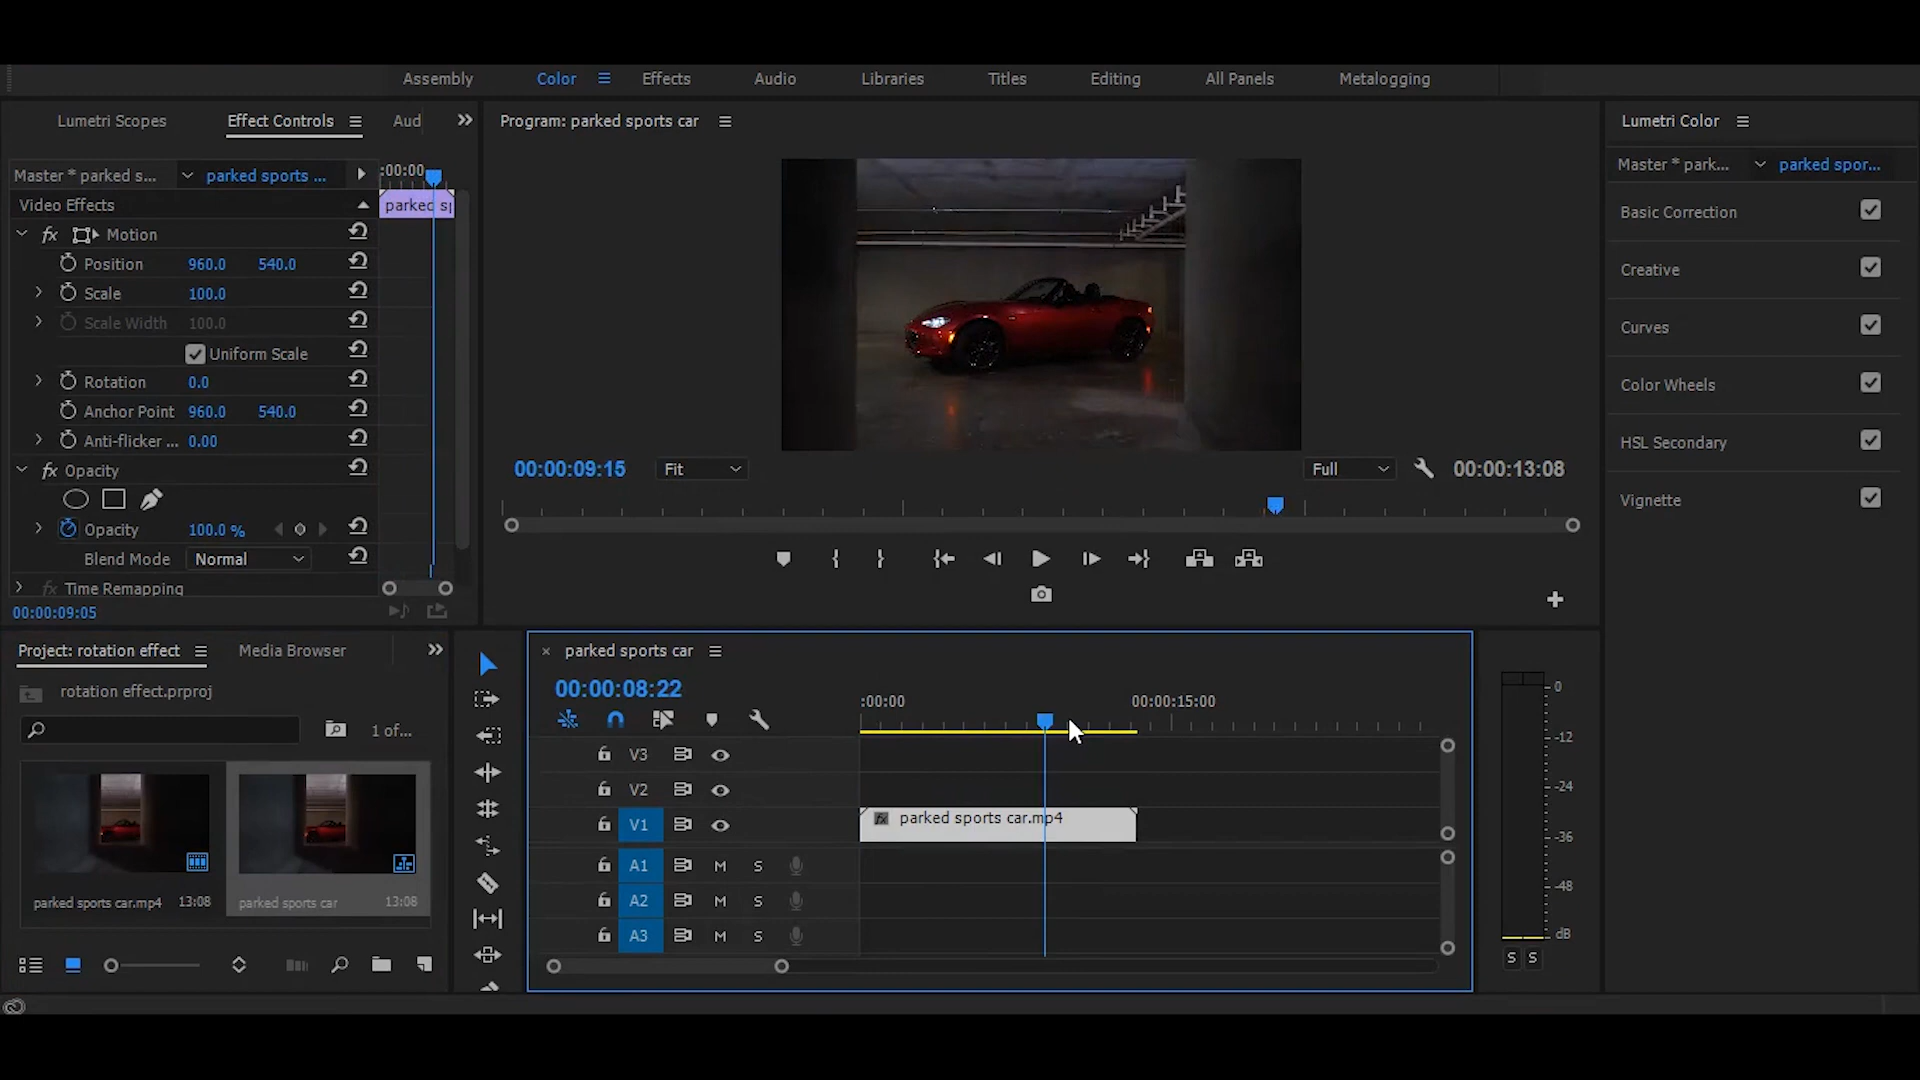 Assembly Color Effects Audio Libraries Titles Editing All Panels Metalogging
Lumetri Scopes Effect Controls Aud
Master * parked s... parked sports ... :00:00
Video Effects parked sp
fx Motion
Position 960.0 540.0
Scale 100.0
Scale Width 100.0
Uniform Scale
Rotation 0.0
Anchor Point 960.0 540.0
Anti-flicker ... 0.00
fx Opacity
Opacity 100.0 %
Blend Mode Normal
fx Time Remapping
00:00:09:05
Program: parked sports car
00:00:09:15 Fit Full 00:00:13:08
Lumetri Color
Master * park... parked spor...
Basic Correction
Creative
Curves
Color Wheels
HSL Secondary
Vignette
Project: rotation effect Media Browser
rotation effect.prproj
1 of...
parked sports car.mp4 13:08 parked sports car 13:08
parked sports car
00:00:08:22
:00:00 00:00:15:00
V3
V2
V1 fx parked sports car.mp4
A1 M S
A2 M S
A3 M S
0
-12
-24
-36
-48
dB
S S